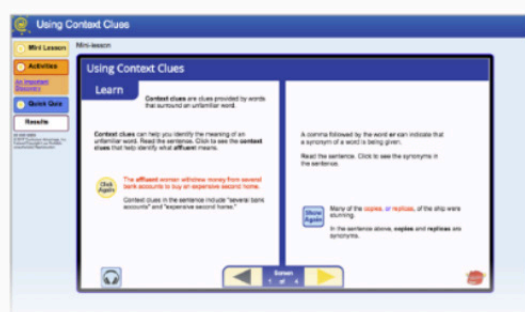 Using Context Clues
Mini Lesson
Mini-lesson
Activities
An Important
Discovery
Quick Quiz
Results
Using Context Clues
Learn
Context clues are clues provided by words
that surround an unfamiliar word.
Context clues can help you identify the meaning of an
unfamiliar word. Read the sentence. Click to see the context
clues that help identify what affluent means.
Click
Again
The affluent woman withdrew money from several
bank accounts to buy an expensive second home.
Context clues in the sentence include "several bank
accounts" and "expensive second home."
A comma followed by the word or can indicate that
a synonym of a word is being given.
Read the sentence. Click to see the synonyms in
the sentence.
Show
Again
Many of the copies, or replicas, of the ship were
stunning.
In the sentence above, copies and replicas are
synonyms.
Screen
1 of 4